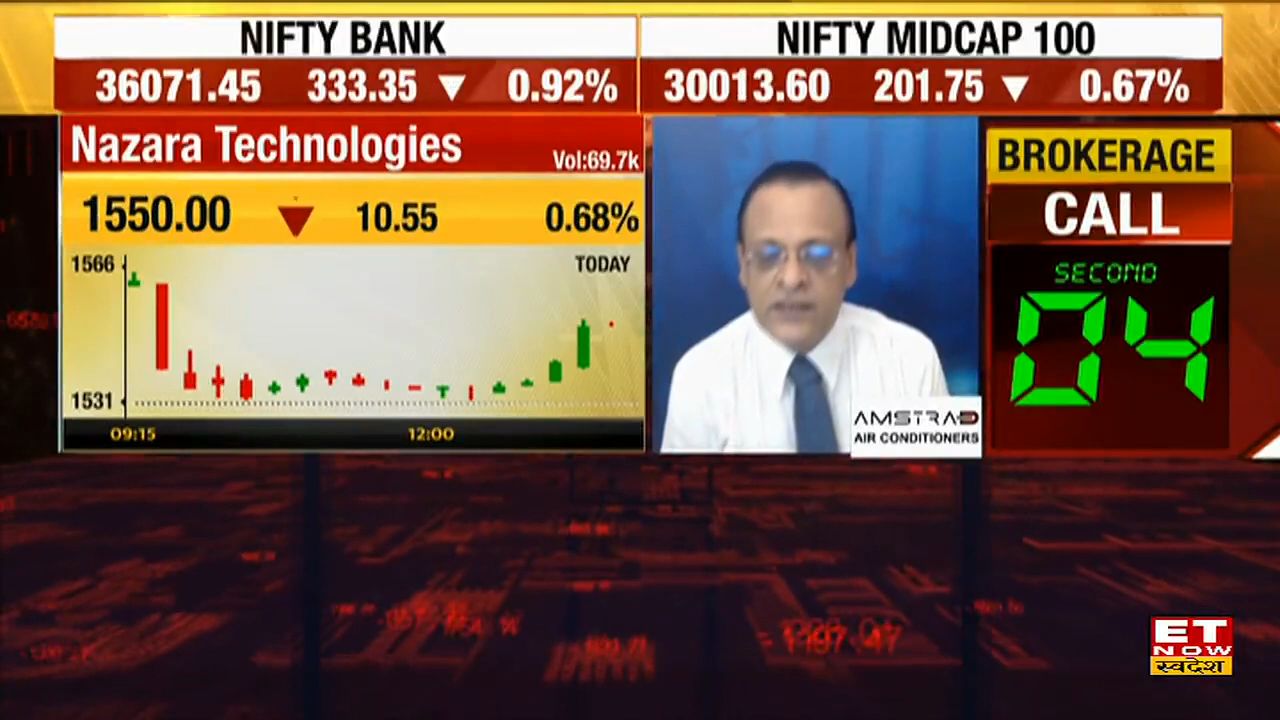 NIFTY BANK
36071.45 333.35 ▼ 0.92%
NIFTY MIDCAP 100
30013.60 201.75 ▼ 0.67%
Nazara Technologies
Vol:69.7k
1550.00 ▼ 10.55 0.68%
1566
TODAY
1531
09:15 12:00
AMSTRAD
AIR CONDITIONERS
BROKERAGE
CALL
SECOND
04
-1197.47
ET
NOW
स्वदेश